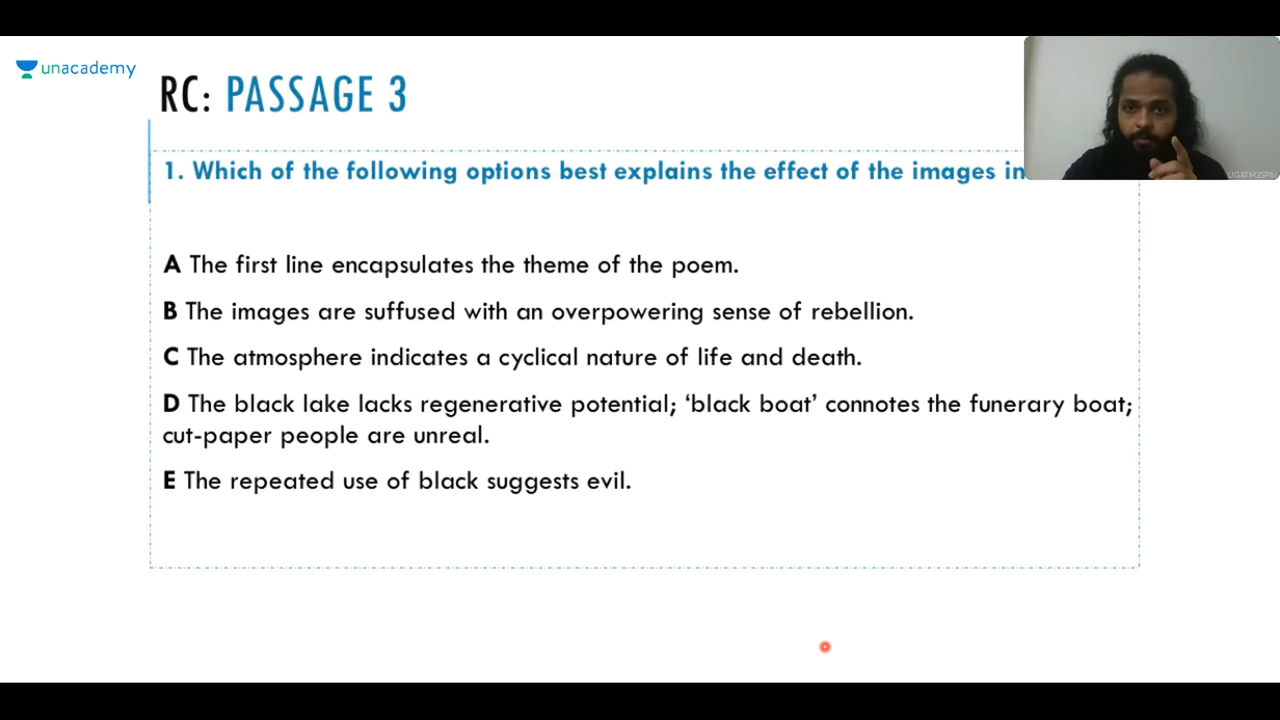 unacademy
RC: PASSAGE 3
1. Which of the following options best explains the effect of the images in
UGATM35F6I
A The first line encapsulates the theme of the poem.
B The images are suffused with an overpowering sense of rebellion.
C The atmosphere indicates a cyclical nature of life and death.
D The black lake lacks regenerative potential; ‘black boat’ connotes the funerary boat;
cut-paper people are unreal.
E The repeated use of black suggests evil.